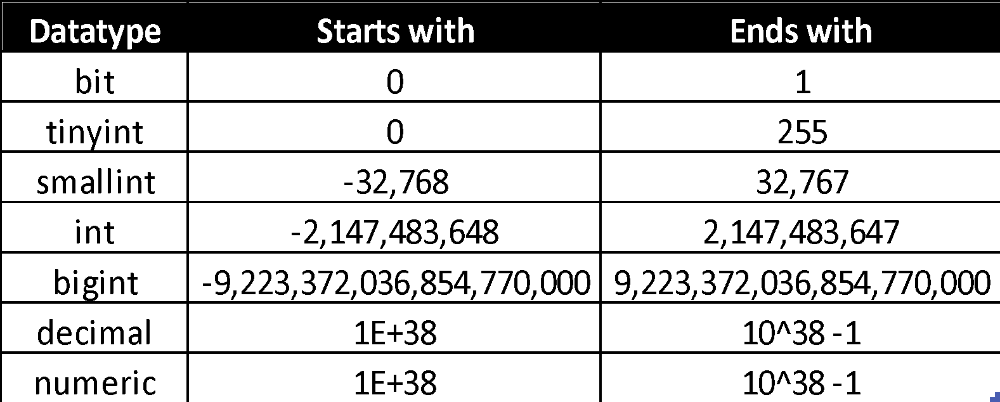 Datatype Starts with Ends with
bit 0 1
tinyint 0 255
smallint -32,768 32,767
int -2,147,483,648 2,147,483,647
bigint -9,223,372,036,854,770,000 9,223,372,036,854,770,000
decimal 1E+38 10^38 -1
numeric 1E+38 10^38 -1